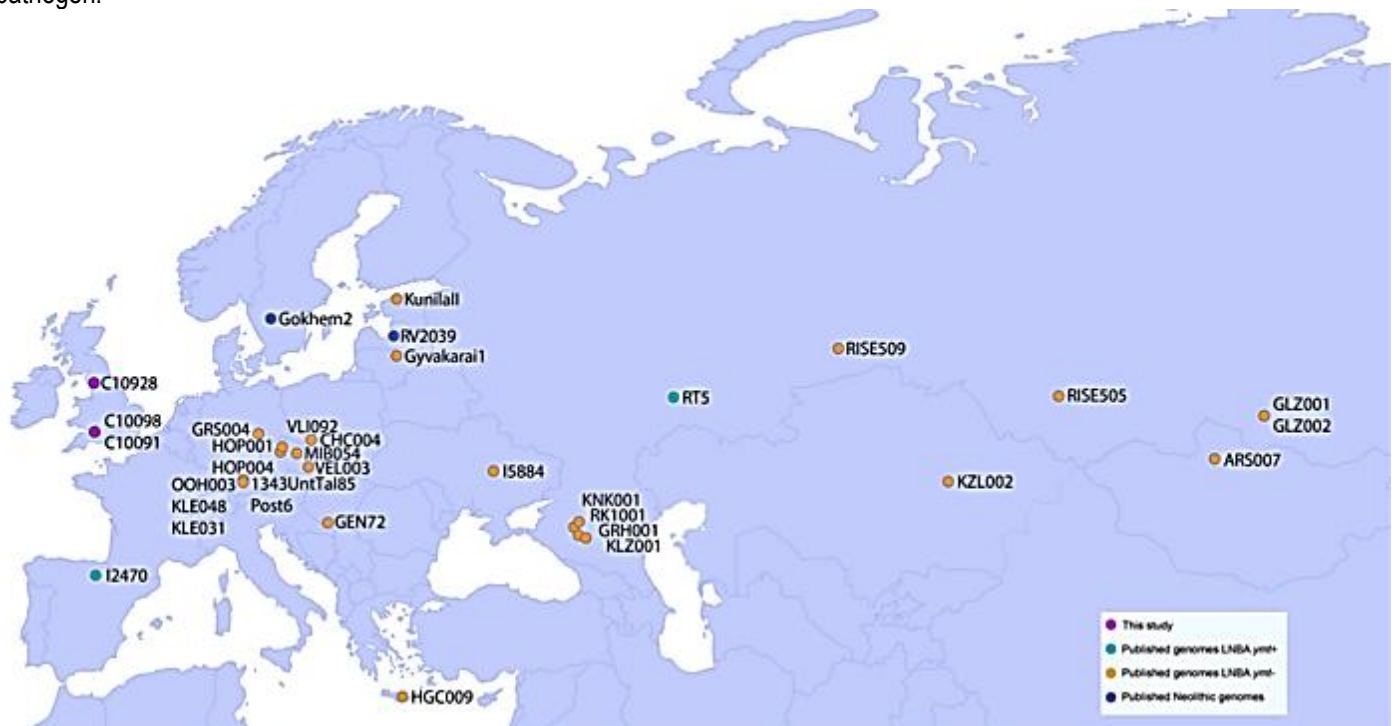 pathogen.
KunilaII
Gokhem2
RV2039
Gyvakarai1
RISE509
C10928
RT5
RISE505
C10098
C10091
GLZ001
GLZ002
GRS004
VLI092
CHC004
HOP001
MIB054
HOP004
VEL003
OOH003
1343UntTal85
KLE048
Post6
KLE031
IS884
ARS007
KZL002
GEN72
KNK001
RK1001
GRH001
KLZ001
I2470
HGC009
This study
Published genomes LNBA ymt+
Published genomes LNBA ymt-
Published Neolithic genomes